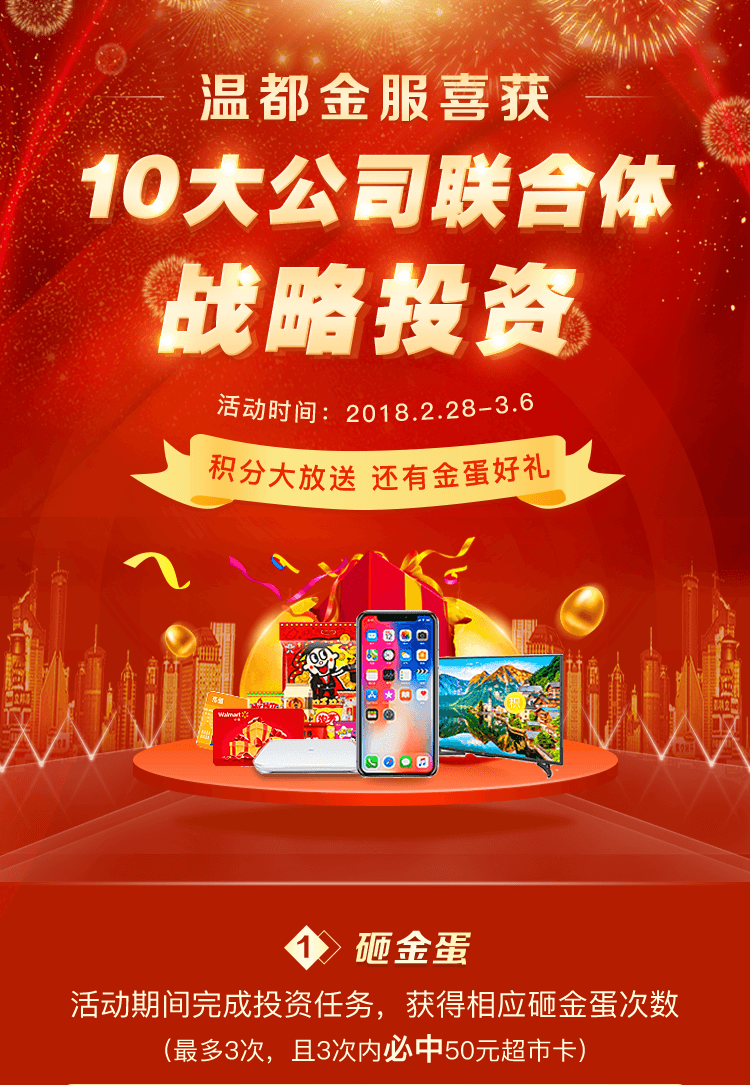 温都金服喜获
10大公司联合体
战略投资
活动时间：2018.2.28-3.6
积分大放送 还有金蛋好礼
Walmart
积
1 砸金蛋
活动期间完成投资任务，获得相应砸金蛋次数
（最多3次，且3次内必中50元超市卡）